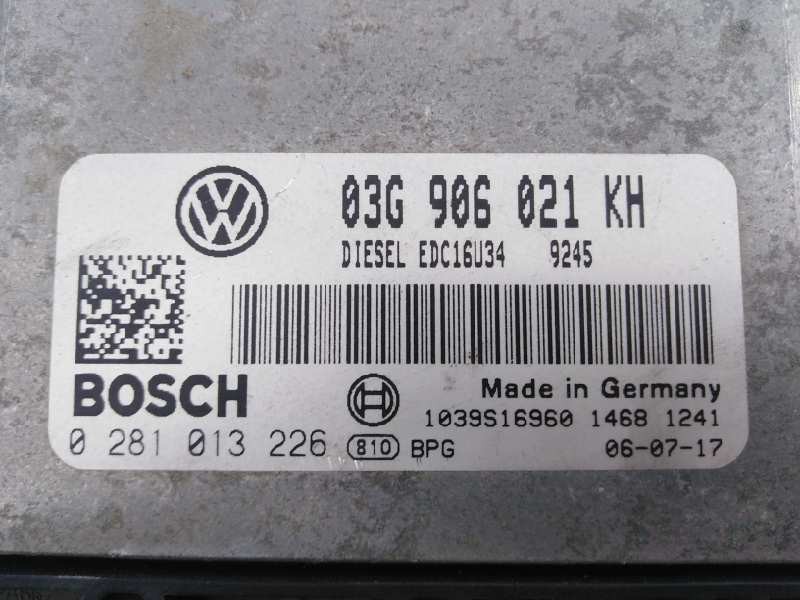 03G 906 021 KH
DIESEL EDC16U34 9245
BOSCH
Made in Germany
1039S16960 1468 1241
0 281 013 226 810 BPG 06-07-17